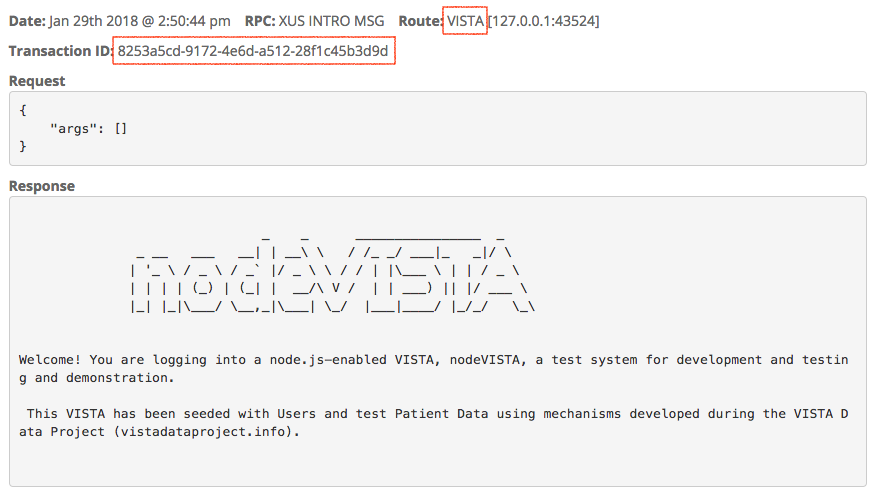 Date: Jan 29th 2018 @ 2:50:44 pm RPC: XUS INTRO MSG Route: VISTA [127.0.0.1:43524]
Transaction ID: 8253a5cd-9172-4e6d-a512-28f1c45b3d9d
Request
{
"args": []
}
Response
nodeVISTA
Welcome! You are logging into a node.js-enabled VISTA, nodeVISTA, a test system for development and testin
g and demonstration.
This VISTA has been seeded with Users and test Patient Data using mechanisms developed during the VISTA D
ata Project (vistadataproject.info).